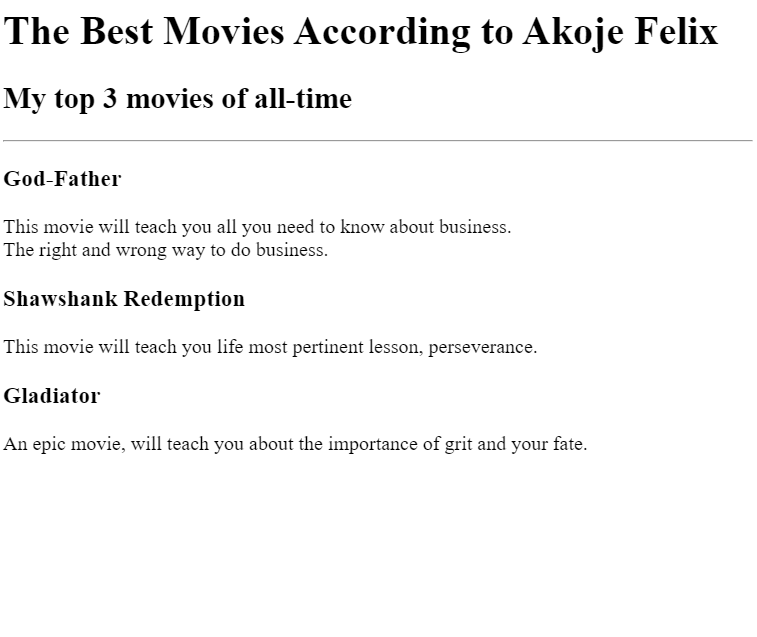 The Best Movies According to Akoje Felix
My top 3 movies of all-time
God-Father
This movie will teach you all you need to know about business.
The right and wrong way to do business.
Shawshank Redemption
This movie will teach you life most pertinent lesson, perseverance.
Gladiator
An epic movie, will teach you about the importance of grit and your fate.